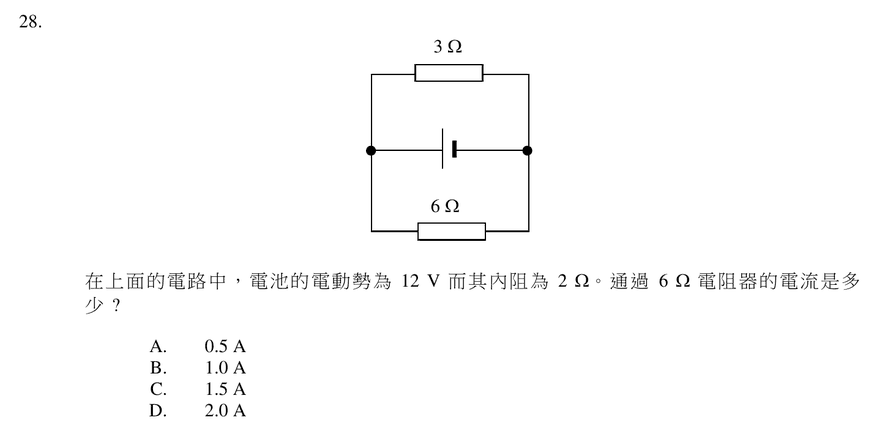 28.
3 Ω
6 Ω
在上面的電路中，電池的電動勢為 12 V 而其內阻為 2 Ω。通過 6 Ω 電阻器的電流是多
少？
A. 0.5 A
B. 1.0 A
C. 1.5 A
D. 2.0 A